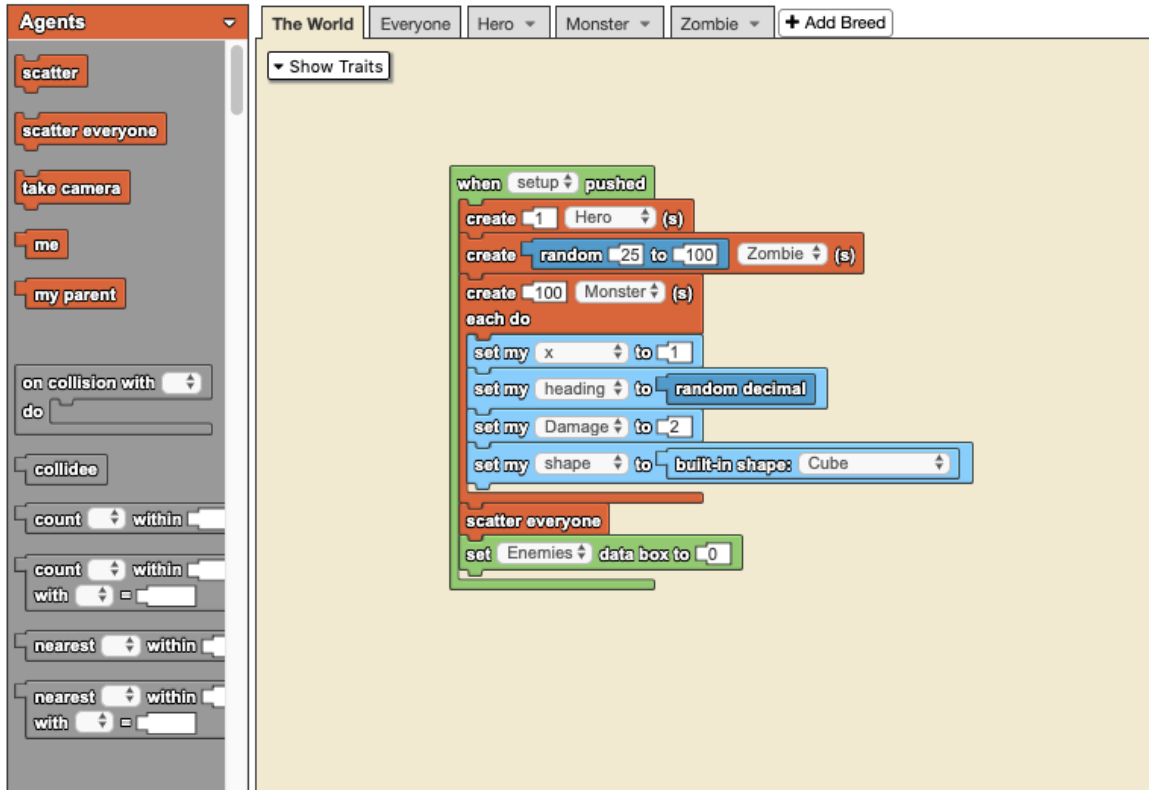 Agents
scatter
scatter everyone
take camera
me
my parent
on collision with
do
collidee
count within
count within
with =
nearest within
nearest within
with =
The World Everyone Hero Monster Zombie + Add Breed
Show Traits
when setup pushed
create 1 Hero (s)
create random 25 to 100 Zombie (s)
create 100 Monster (s)
each do
set my x to 1
set my heading to random decimal
set my Damage to 2
set my shape to built-in shape: Cube
scatter everyone
set Enemies data box to 0